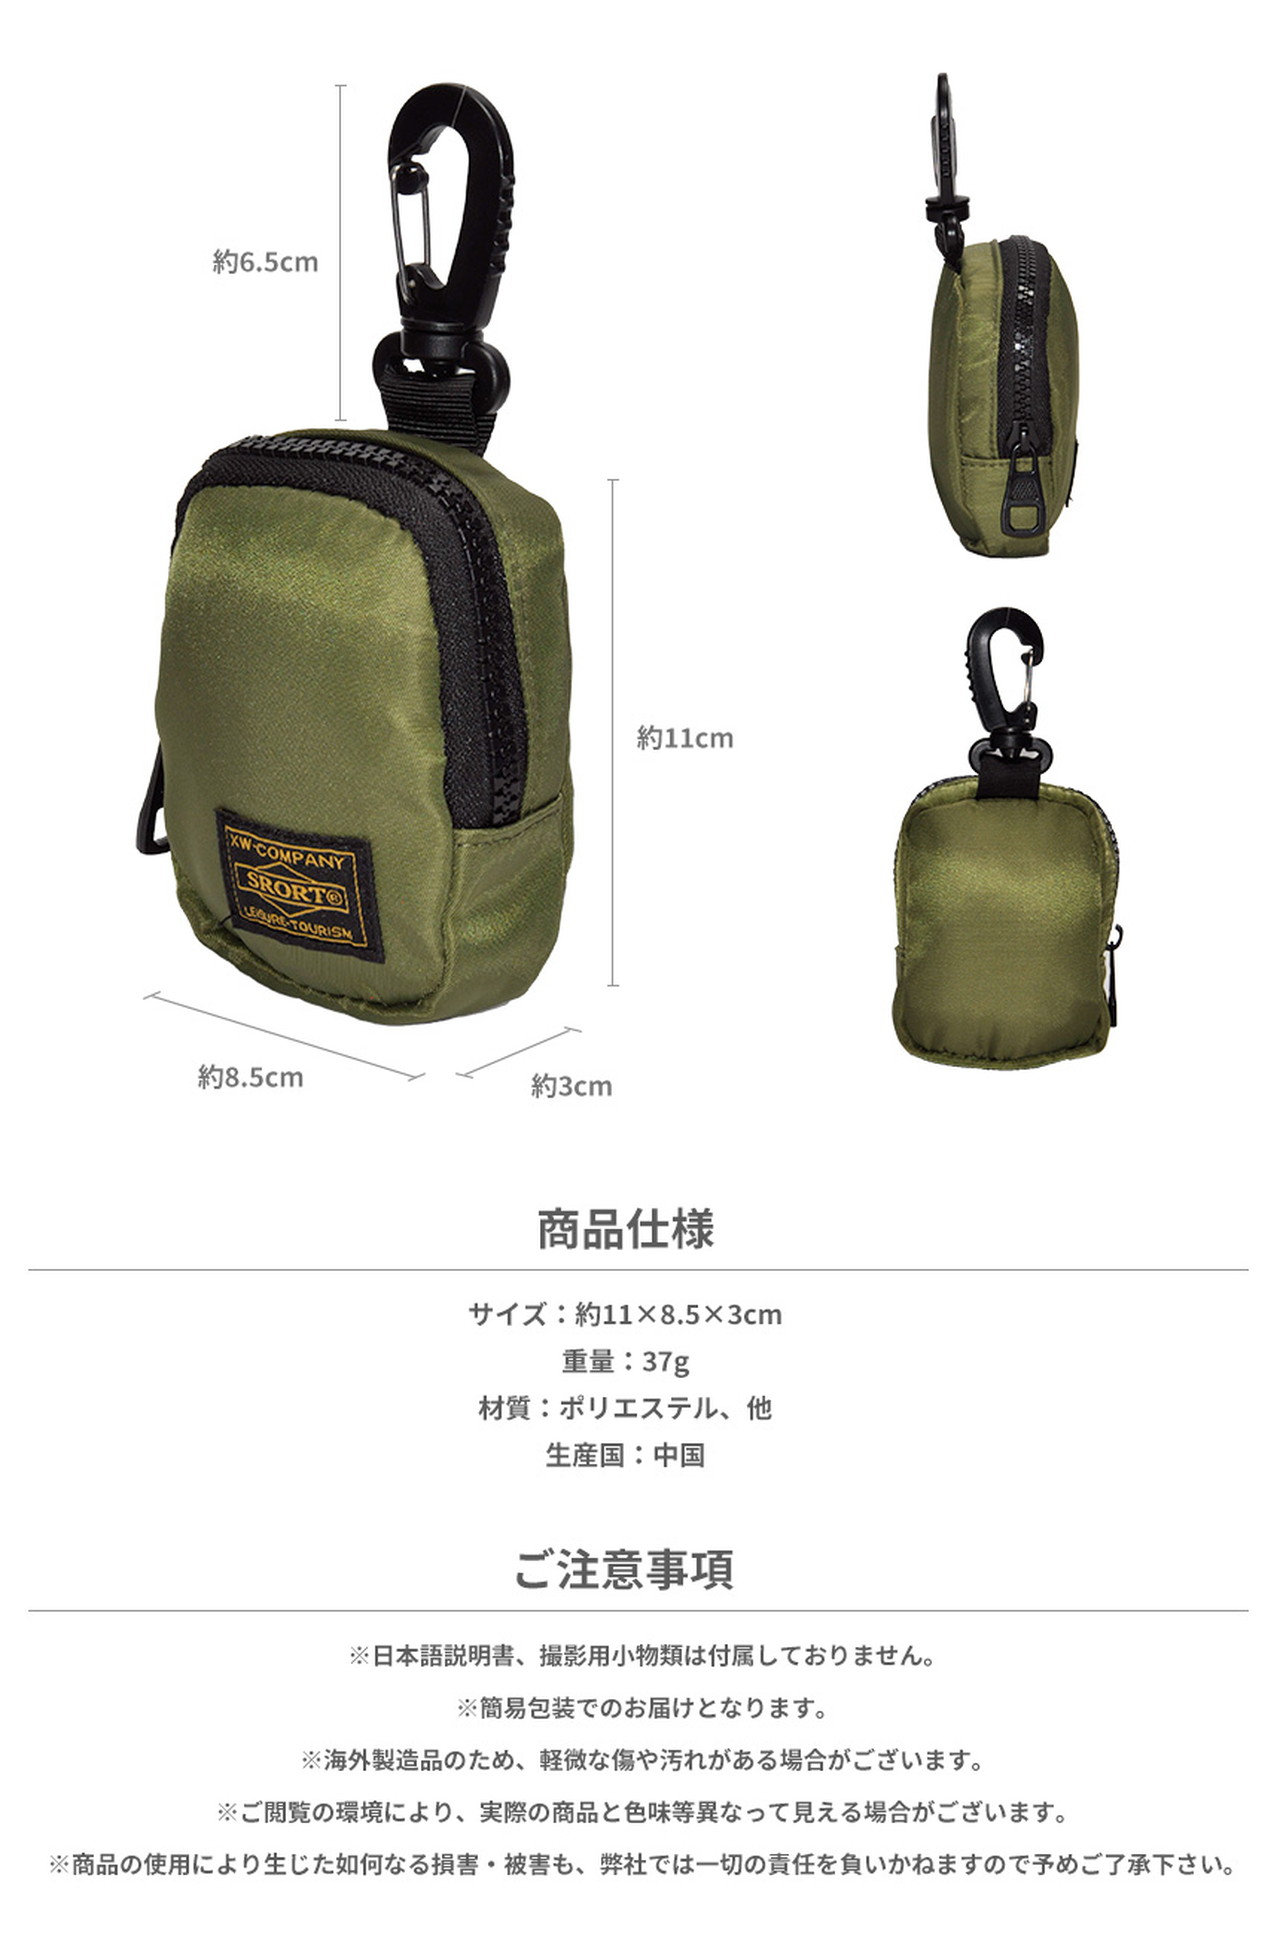 約6.5cm
約11cm
XW-COMPANY
SRORT®
LEISURE-TOURISM
約8.5cm
約3cm
商品仕様
サイズ：約11×8.5×3cm
重量：37g
材質：ポリエステル、他
生産国：中国
ご注意事項
※日本語説明書、撮影用小物類は付属しておりません。
※簡易包装でのお届けとなります。
※海外製造品のため、軽微な傷や汚れがある場合がございます。
※ご閲覧の環境により、実際の商品と色味等異なって見える場合がございます。
※商品の使用により生じた如何なる損害・被害も、弊社では一切の責任を負いかねますので予めご了承下さい。